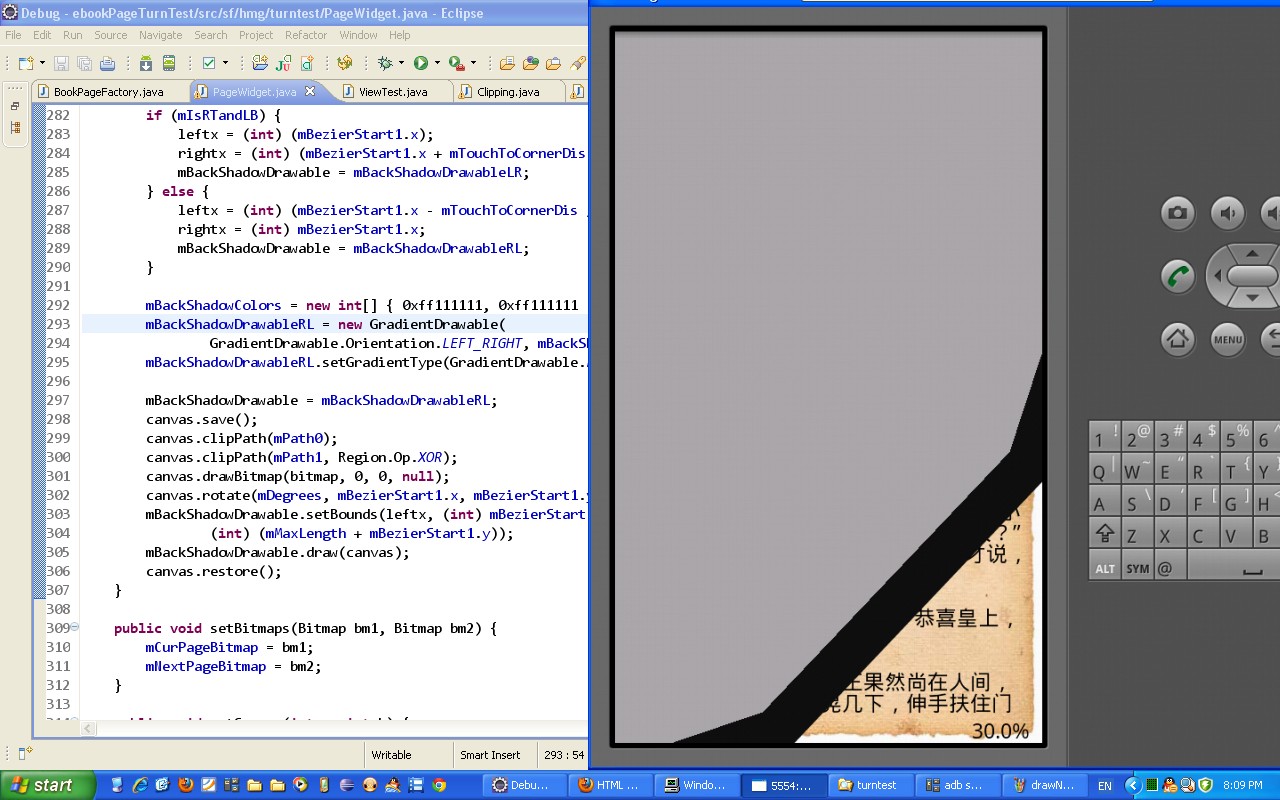 Debug - ebookPageTurnTest/src/sf/hmg/turntest/PageWidget.java - Eclipse
File Edit Run Source Navigate Search Project Refactor Window Help
BookPageFactory.java PageWidget.java ViewTest.java Clipping.java
282 if (mIsRTandLB) {
283 leftx = (int) (mBezierStart1.x);
284 rightx = (int) (mBezierStart1.x + mTouchToCornerDis
285 mBackShadowDrawable = mBackShadowDrawableLR;
286 } else {
287 leftx = (int) (mBezierStart1.x - mTouchToCornerDis
288 rightx = (int) mBezierStart1.x;
289 mBackShadowDrawable = mBackShadowDrawableRL;
290 }
291
292 mBackShadowColors = new int[] { 0xff111111, 0xff111111
293 mBackShadowDrawableRL = new GradientDrawable(
294 GradientDrawable.Orientation.LEFT_RIGHT, mBackSh
295 mBackShadowDrawableRL.setGradientType(GradientDrawable.
296
297 mBackShadowDrawable = mBackShadowDrawableRL;
298 canvas.save();
299 canvas.clipPath(mPath0);
300 canvas.clipPath(mPath1, Region.Op.XOR);
301 canvas.drawBitmap(bitmap, 0, 0, null);
302 canvas.rotate(mDegrees, mBezierStart1.x, mBezierStart1.y
303 mBackShadowDrawable.setBounds(leftx, (int) mBezierStart
304 (int) (mMaxLength + mBezierStart1.y));
305 mBackShadowDrawable.draw(canvas);
306 canvas.restore();
307 }
308
309 public void setBitmaps(Bitmap bm1, Bitmap bm2) {
310 mCurPageBitmap = bm1;
311 mNextPageBitmap = bm2;
312 }
313
Writable Smart Insert 293 : 54
？”
才说，
恭喜皇上，
果然尚在人间，
晃几下，伸手扶住门
30.0%
MENU
1 ! 2 @ 3 # 4 $ 5 % 6 ^
Q | W ~ E “ R ` T { Y
A S \ D ' F [ G ] H <
Z X C V B
ALT SYM @
start Debu... HTML ... Windo... 5554:... turntest adb s... drawN... EN 8:09 PM